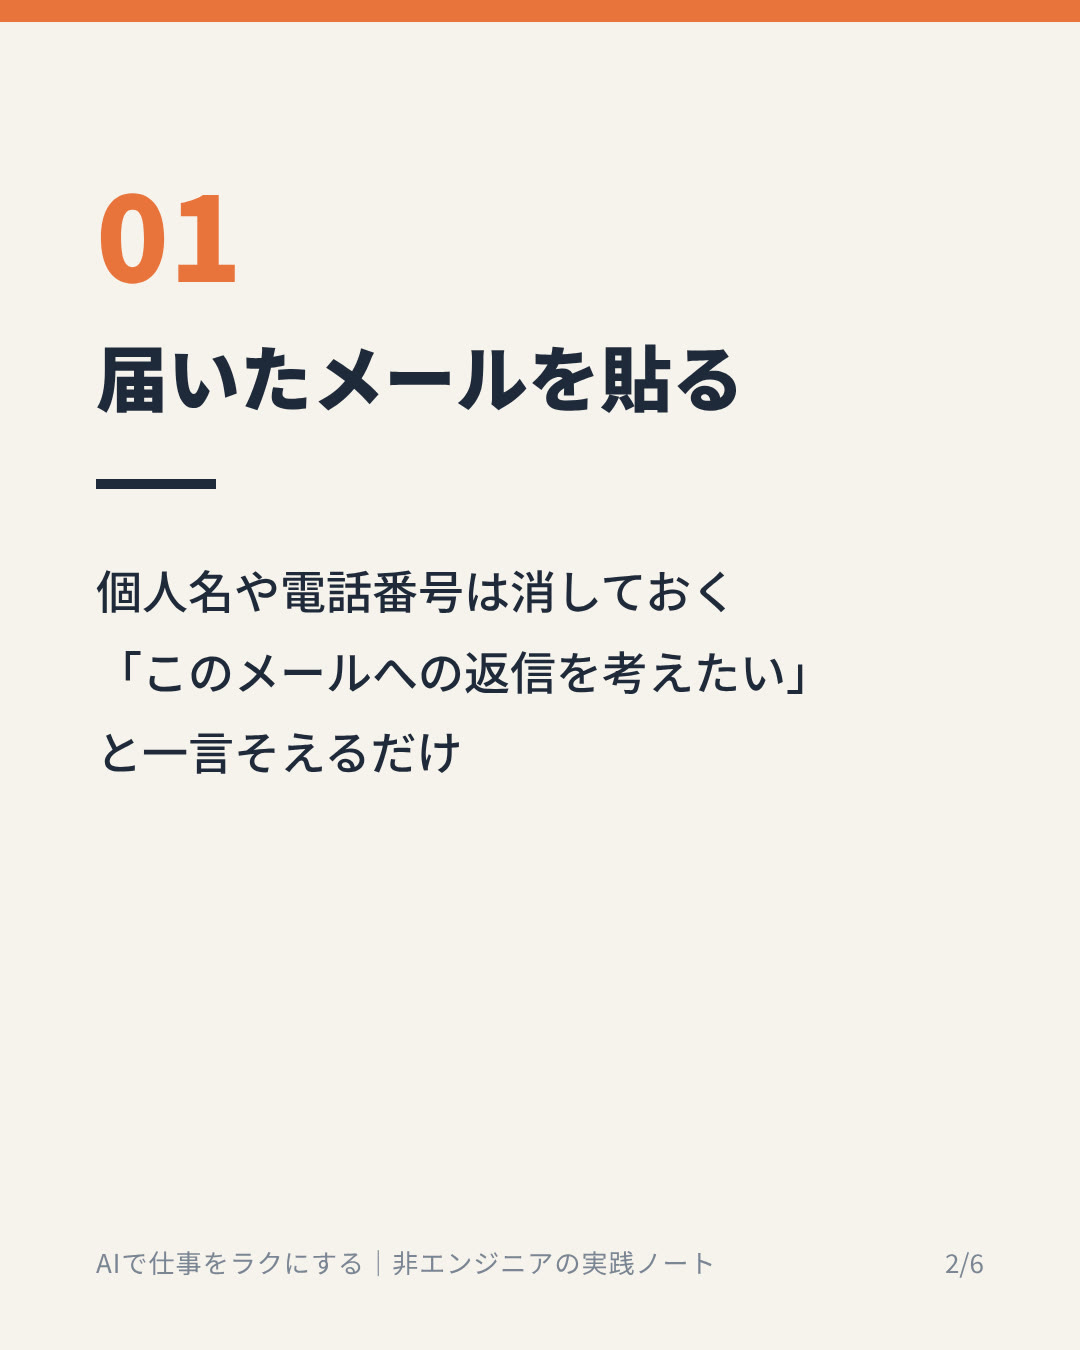 01
届いたメールを貼る
個人名や電話番号は消しておく
「このメールへの返信を考えたい」
と一言そえるだけ
AIで仕事をラクにする｜非エンジニアの実践ノート
2/6